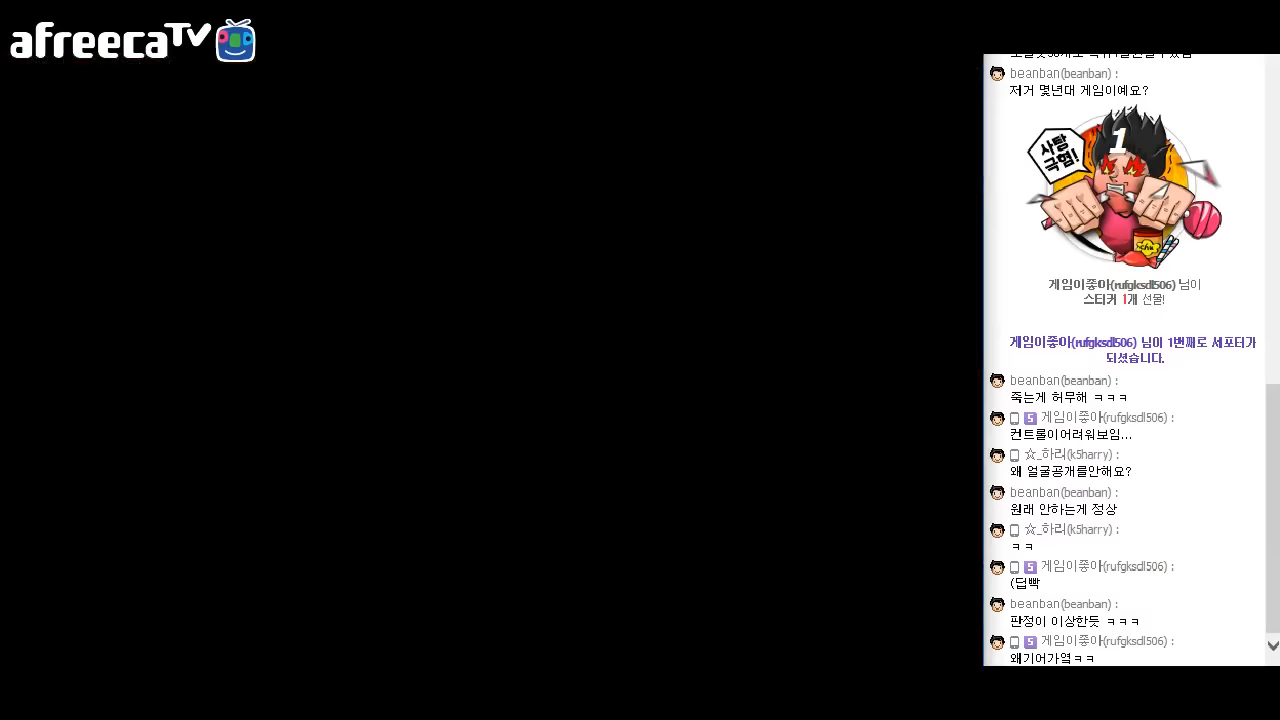 afreecaTV
beanban(beanban) :
저거 몇년대 게임이예요?
사탕
극혐!
1
게임이좋아(rufgksdl506) 님이
스티커 1개 선물!
게임이좋아(rufgksdl506) 님이 1번째로 서포터가
되셨습니다.
beanban(beanban) :
죽는게 허무해 ㅋㅋㅋ
5 게임이좋아(rufgksdl506) :
컨트롤이어려워보임...
☆_하리(k5harry) :
왜 얼굴공개를안해요?
beanban(beanban) :
원래 안하는게 정상
☆_하리(k5harry) :
ㅋㅋ
5 게임이좋아(rufgksdl506) :
(덥빡
beanban(beanban) :
판정이 이상한듯 ㅋㅋㅋ
5 게임이좋아(rufgksdl506) :
왜기어가옄ㅋㅋ